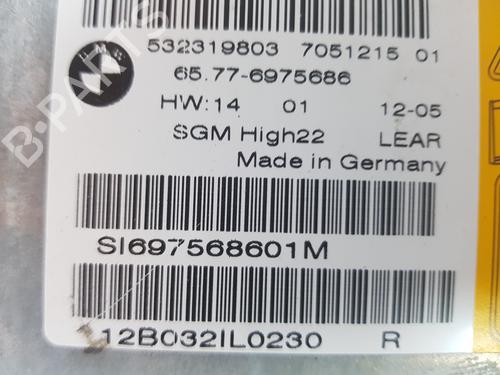 BMW
532319803 7051215 01
65.77-6975686
HW:14 01 12-05
SGM High22 LEAR
Made in Germany
SI697568601M
12B032IL0230 R
B-PARTS